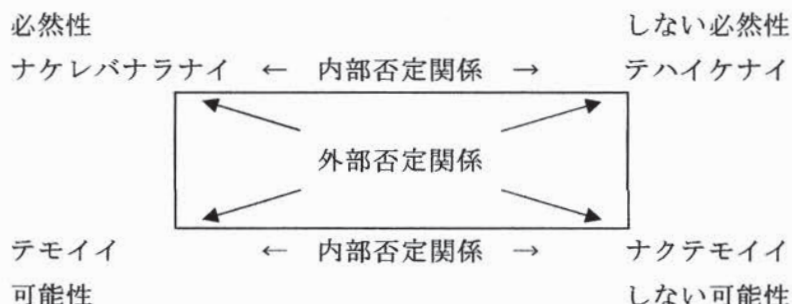 必然性 しない必然性
ナケレバナラナイ ← 内部否定関係 → テハイケナイ
外部否定関係
テモイイ ← 内部否定関係 → ナクテモイイ
可能性 しない可能性